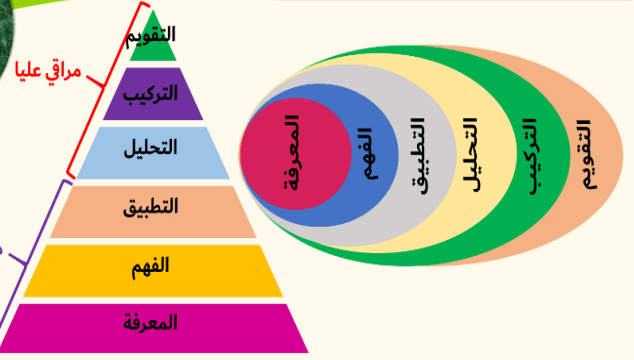 التقويم
مراقي عليا
التركيب
التحليل
التطبيق
الفهم
المعرفة
المعرفة
الفهم
التطبيق
التحليل
التركيب
التقويم